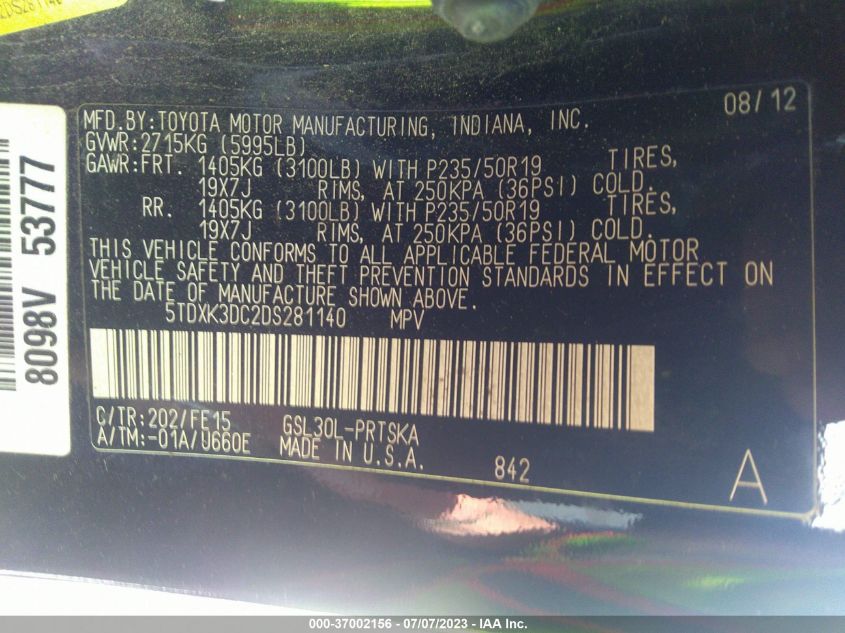 2DS281140
08/12
MFD.BY:TOYOTA MOTOR MANUFACTURING, INDIANA, INC.
GVWR:2715KG (5995LB)
GAWR:FRT. 1405KG (3100LB) WITH P235/50R19 TIRES,
19X7J RIMS, AT 250KPA (36PSI) COLD.
RR. 1405KG (3100LB) WITH P235/50R19 TIRES,
19X7J RIMS, AT 250KPA (36PSI) COLD.
THIS VEHICLE CONFORMS TO ALL APPLICABLE FEDERAL MOTOR
VEHICLE SAFETY AND THEFT PREVENTION STANDARDS IN EFFECT ON
THE DATE OF MANUFACTURE SHOWN ABOVE.
5TDXK3DC2DS281140 MPV
C/TR:202/FE15 GSL30L-PRTSKA
A/TM:-01A/U660E MADE IN U.S.A. 842
A
8098V 53777
000-37002156 - 07/07/2023 - © IAA Inc.